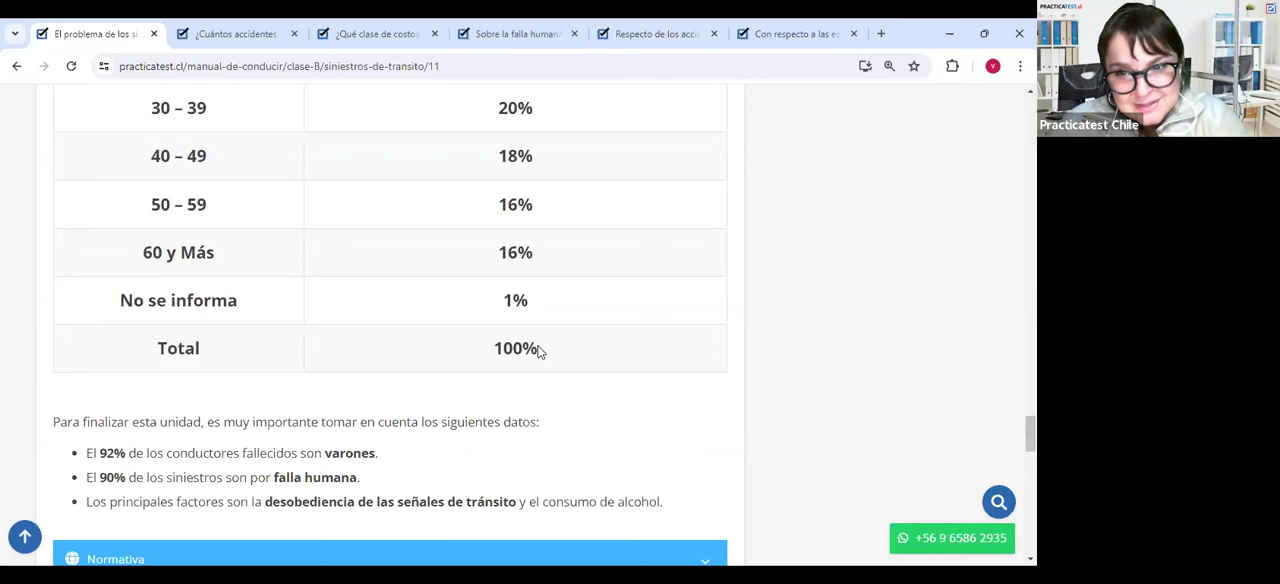 El problema de los si
¿Cuántos accidentes
¿Qué clase de costos
Sobre la falla humana
Respecto de los acci
Con respecto a las e
practicatest.cl/manual-de-conducir/clase-B/siniestros-de-transito/11
V
PRACTICATEST.cl
Practicatest Chile
30 – 39 20%
40 – 49 18%
50 – 59 16%
60 y Más 16%
No se informa 1%
Total 100%
Para finalizar esta unidad, es muy importante tomar en cuenta los siguientes datos:
• El 92% de los conductores fallecidos son varones.
• El 90% de los siniestros son por falla humana.
• Los principales factores son la desobediencia de las señales de tránsito y el consumo de alcohol.
+56 9 6586 2935
Normativa